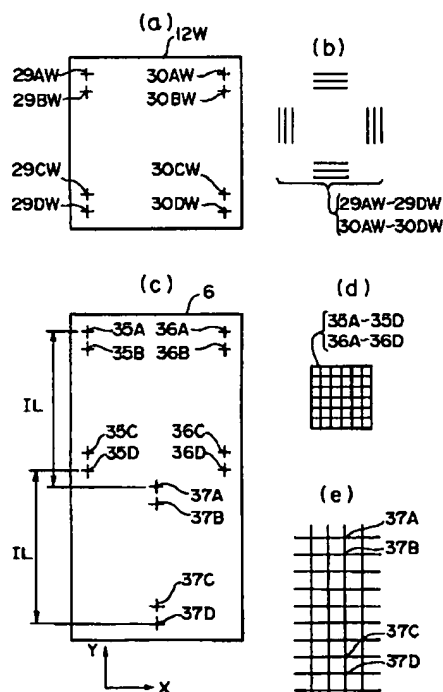 (a)
12W
29AW
30AW
29BW
30BW
29CW
30CW
29DW
30DW
(b)
29AW-29DW
30AW-30DW
(c)
6
35A 36A
35B 36B
IL
35C 36C
35D 36D
37A
37B
IL
37C
37D
Y
X
(d)
35A-35D
36A-36D
(e)
37A
37B
37C
37D